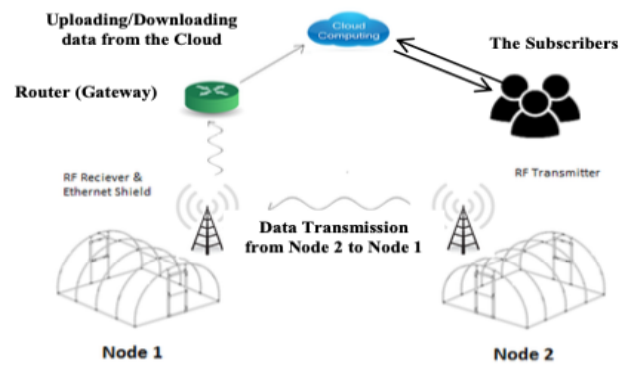 Uploading/Downloading
data from the Cloud
Cloud
Computing
The Subscribers
Router (Gateway)
RF Reciever &
Ethernet Shield
RF Transmitter
Data Transmission
from Node 2 to Node 1
Node 1
Node 2